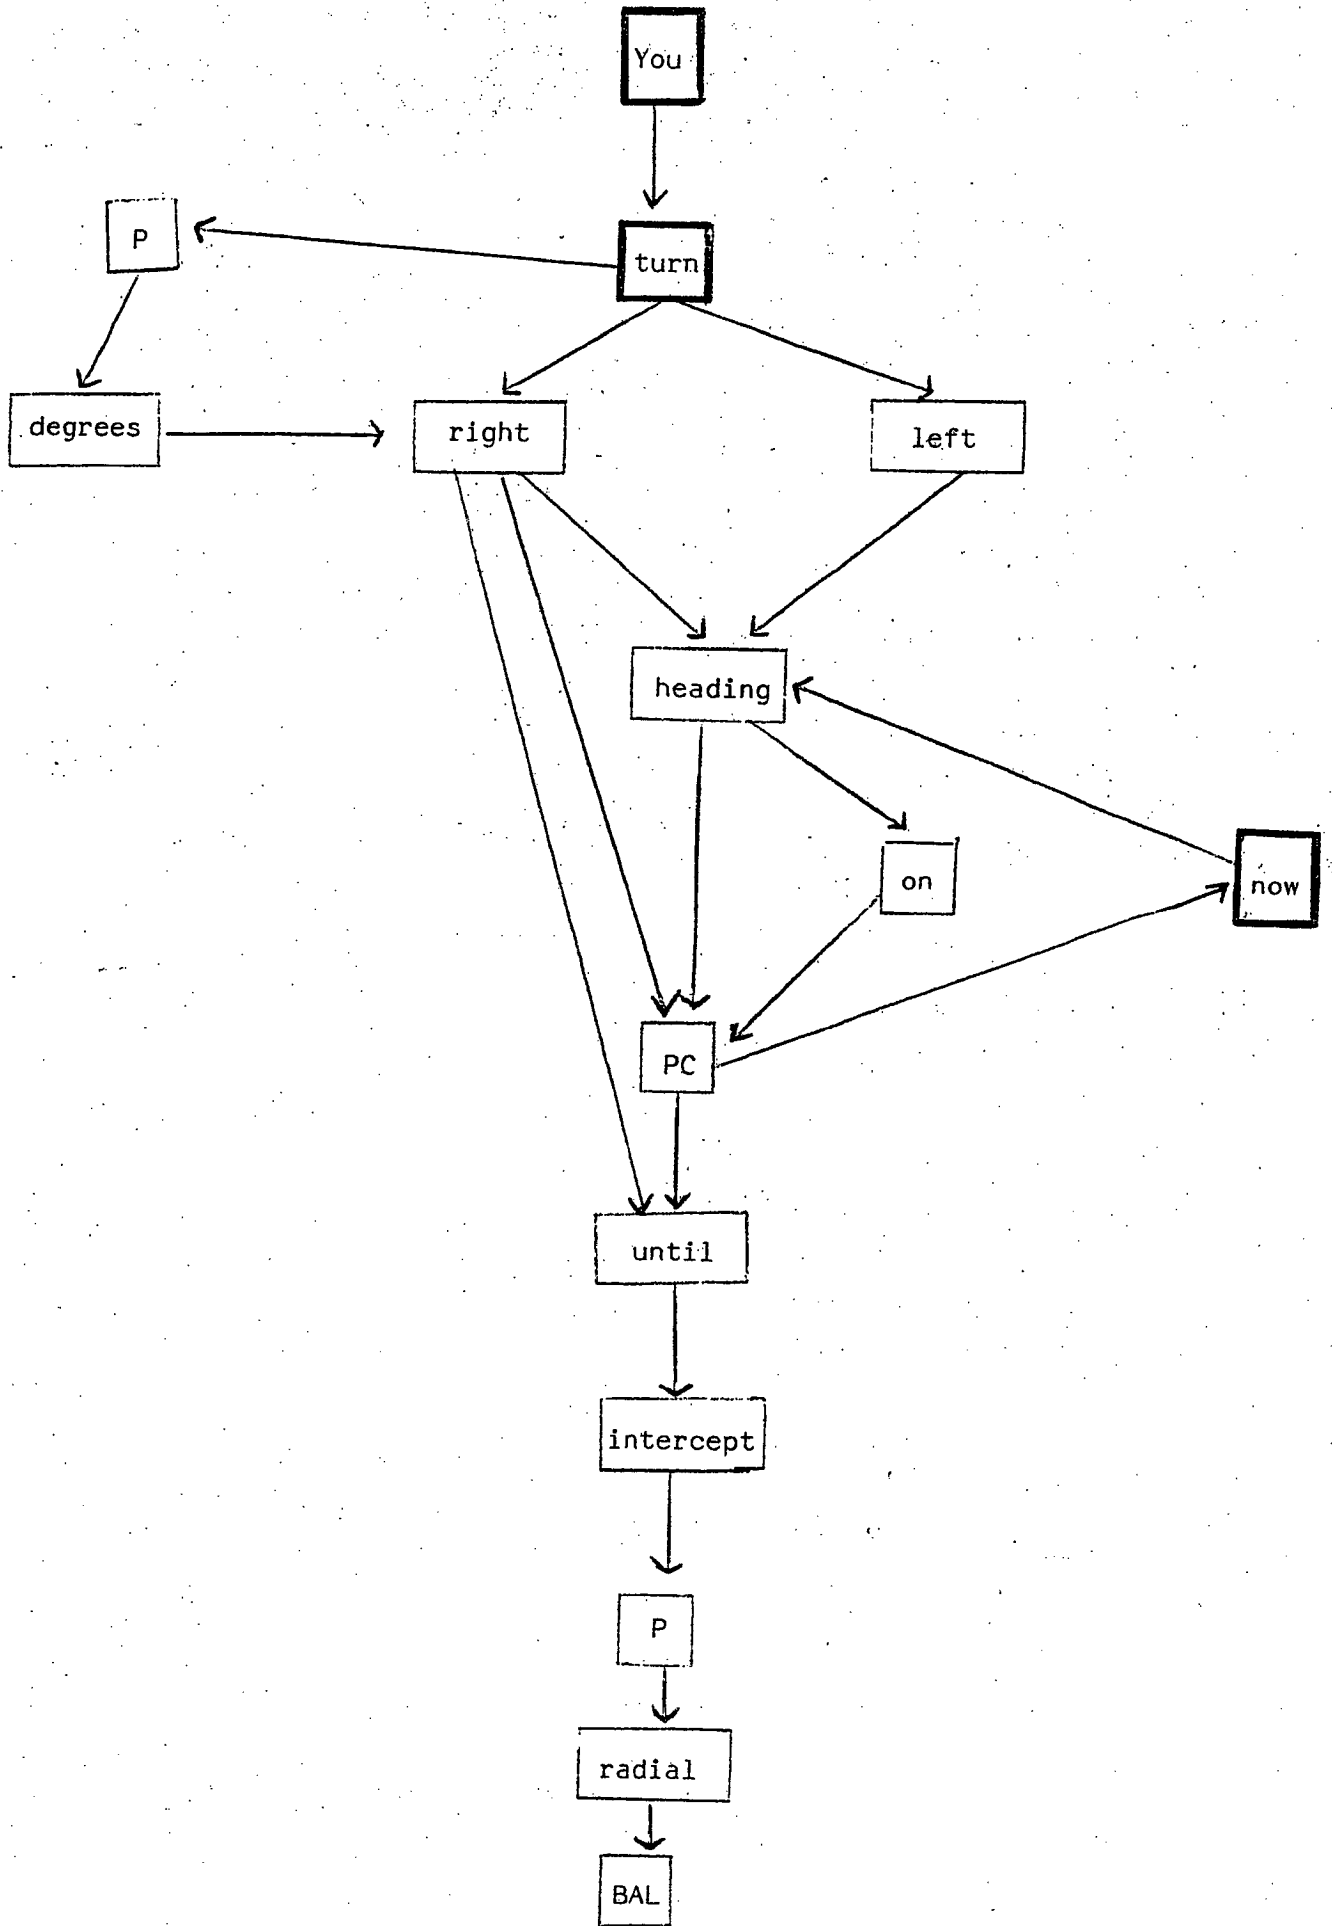 You
P
turn
degrees
right
left
heading
on
now
PC
until
intercept
P
radial
BAL